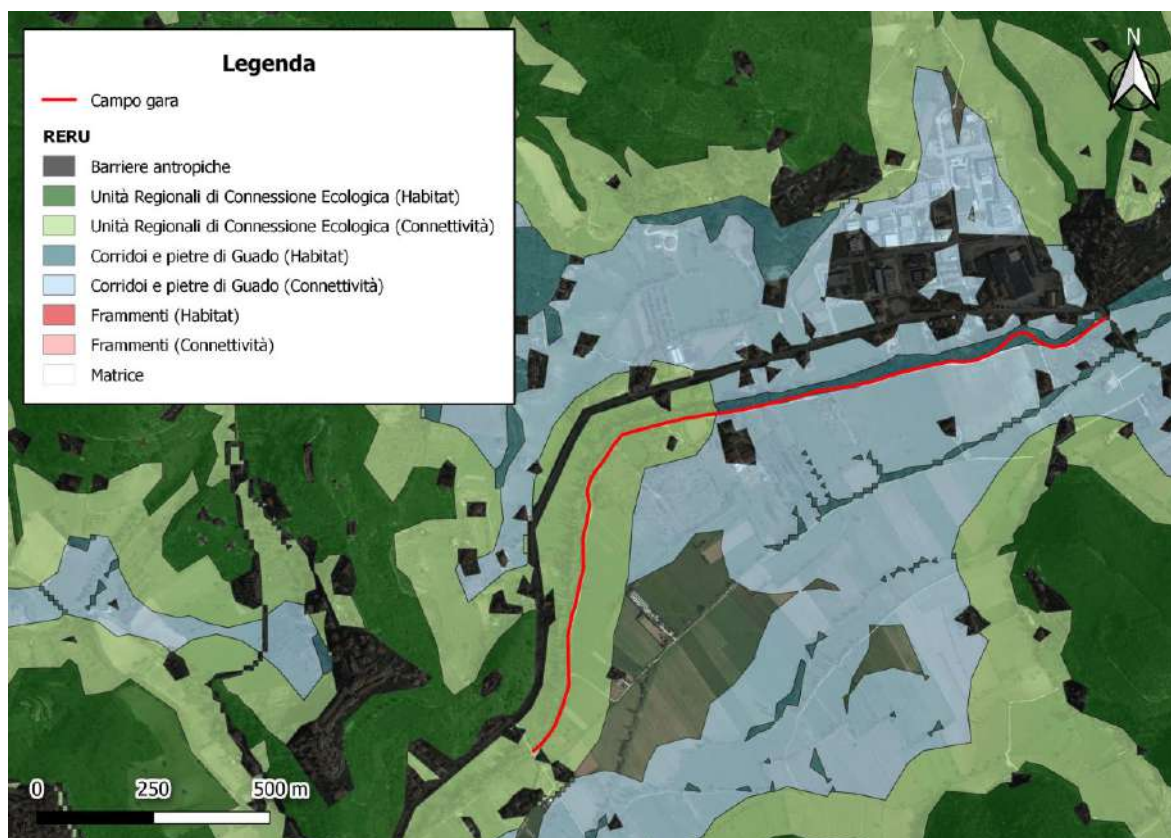 Legenda
Campo gara
RERU
Barriere antropiche
Unità Regionali di Connessione Ecologica (Habitat)
Unità Regionali di Connessione Ecologica (Connettività)
Corridoi e pietre di Guado (Habitat)
Corridoi e pietre di Guado (Connettività)
Frammenti (Habitat)
Frammenti (Connettività)
Matrice
N
0 250 500 m